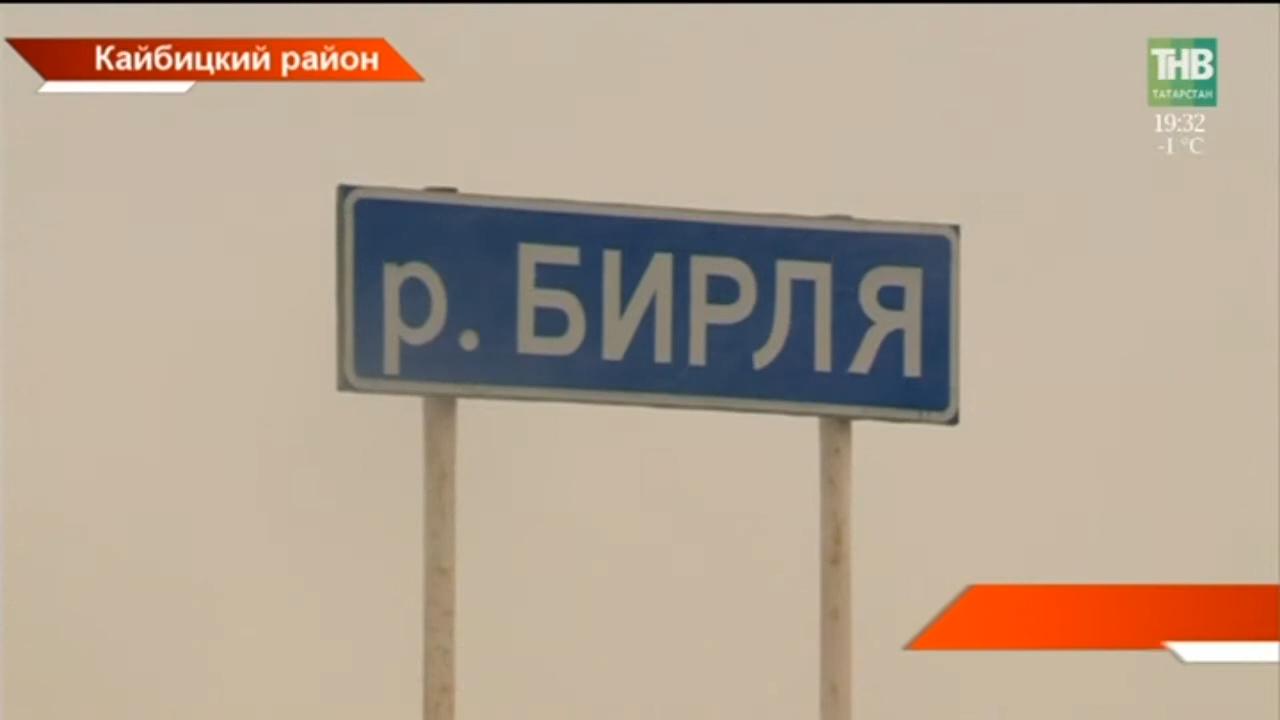 Кайбицкий район
ТНВ
ТАТАРСТАН
19:32
-1 °C
р. БИРЛЯ